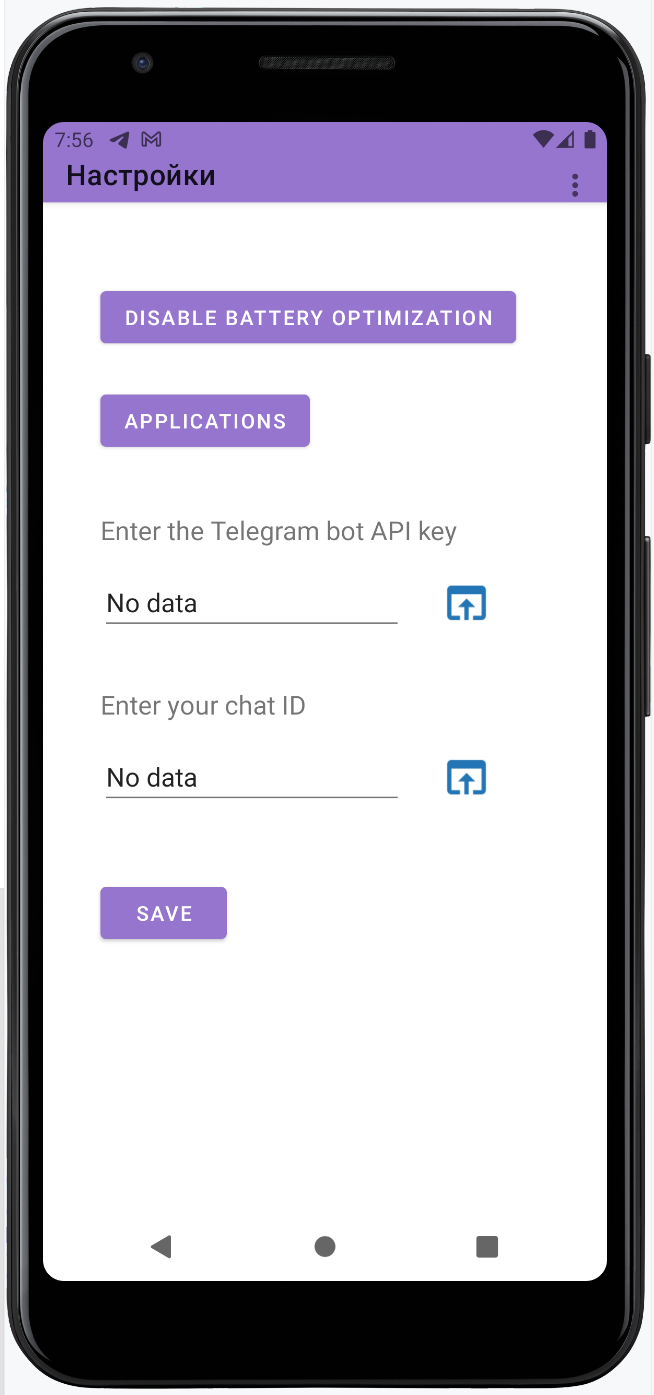 7:56
Настройки
DISABLE BATTERY OPTIMIZATION
APPLICATIONS
Enter the Telegram bot API key
No data
Enter your chat ID
No data
SAVE